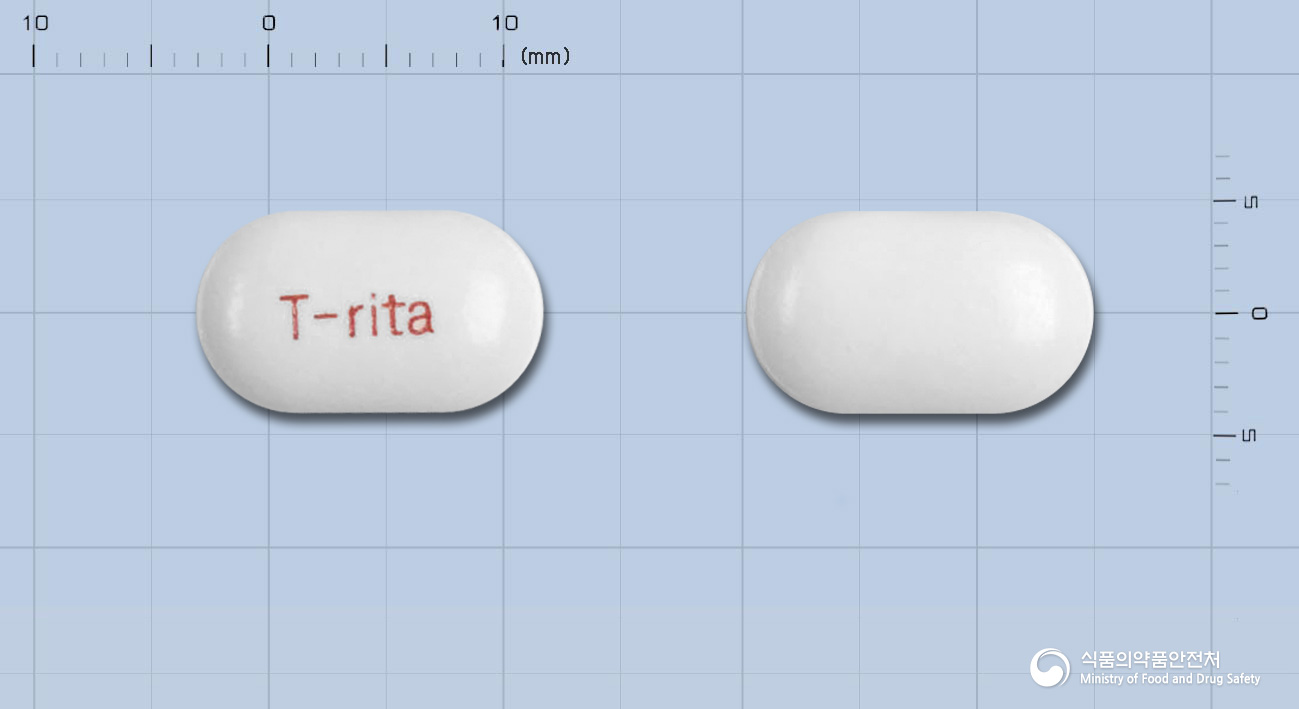 10 0 10
(mm)
T-rita
5
0
5
식품의약품안전처
Ministry of Food and Drug Safety